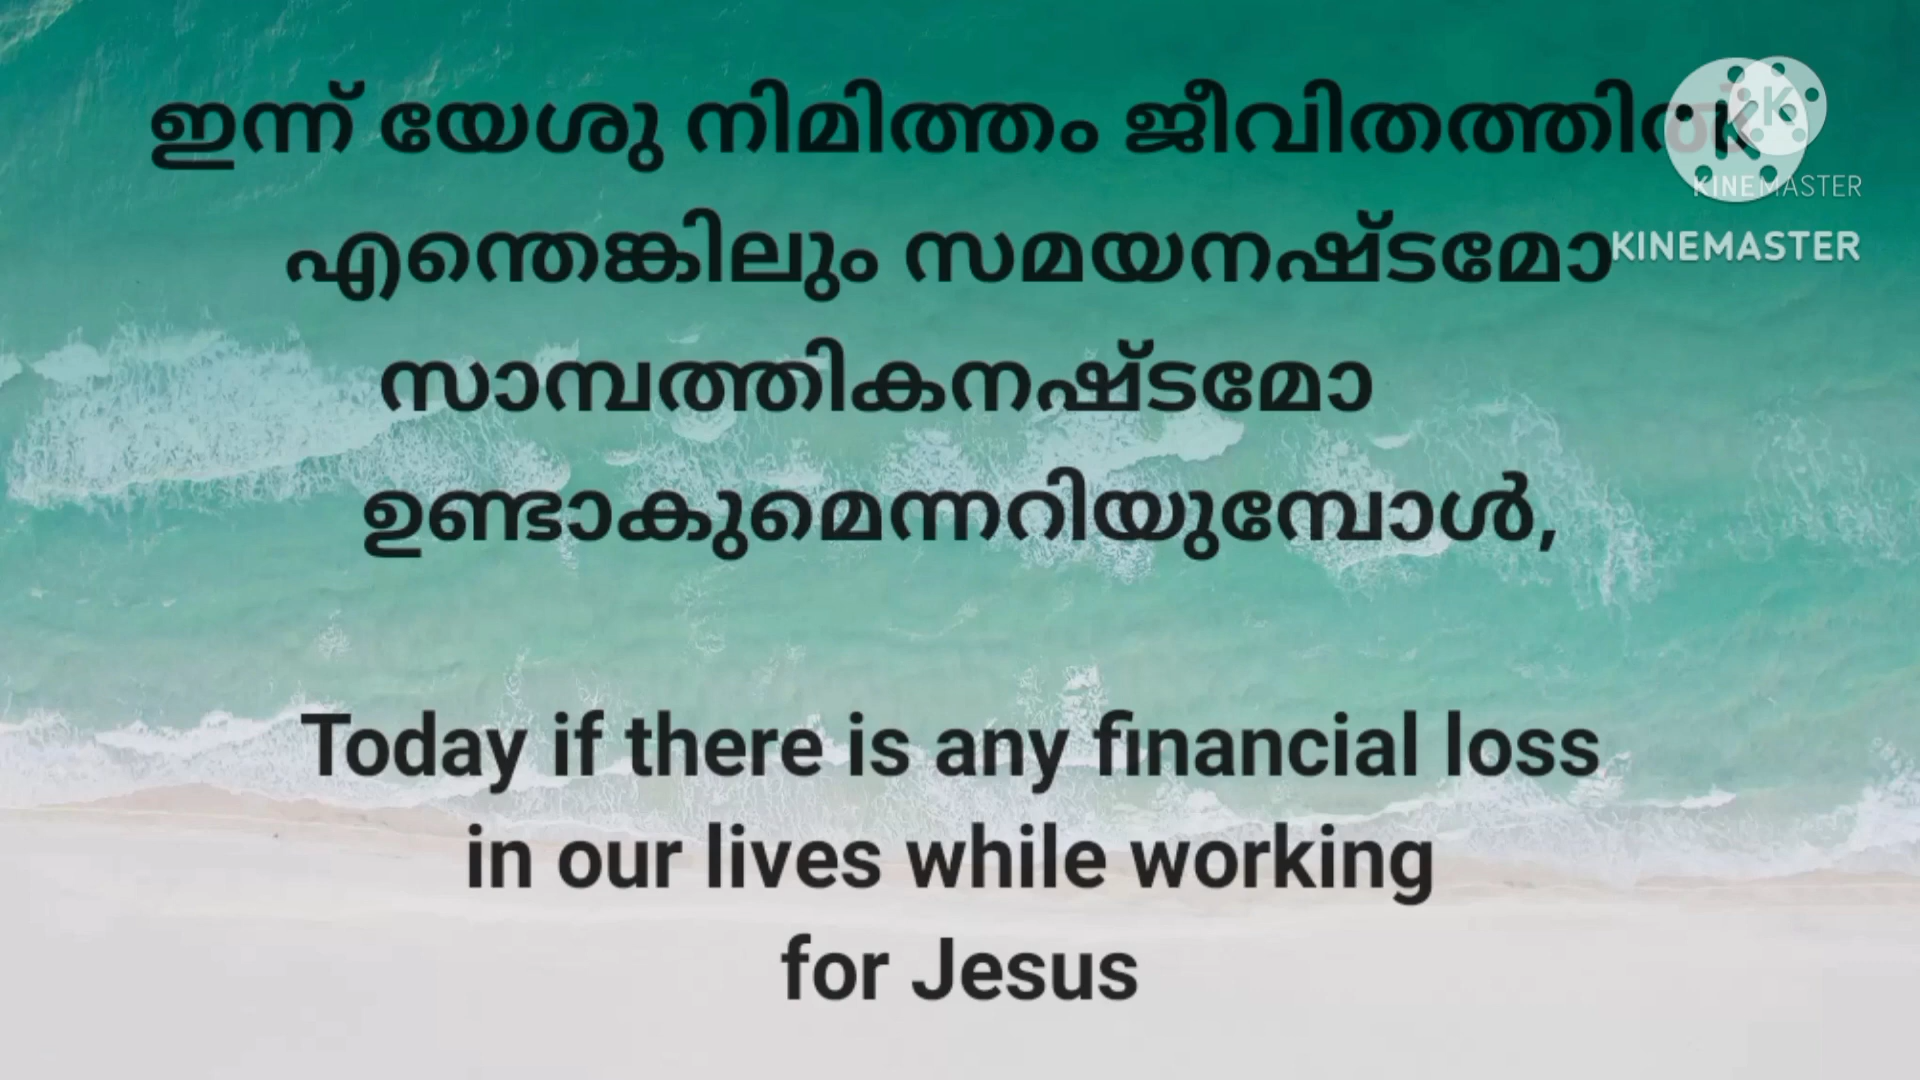 ഇന്ന് യേശു നിമിത്തം ജീവിതത്തിൽ
എന്തെങ്കിലും സമയനഷ്ടമോ
സാമ്പത്തികനഷ്ടമോ
ഉണ്ടാകുമെന്നറിയുമ്പോൾ,
Today if there is any financial loss
in our lives while working
for Jesus
K
K
KINEMASTER
KINEMASTER